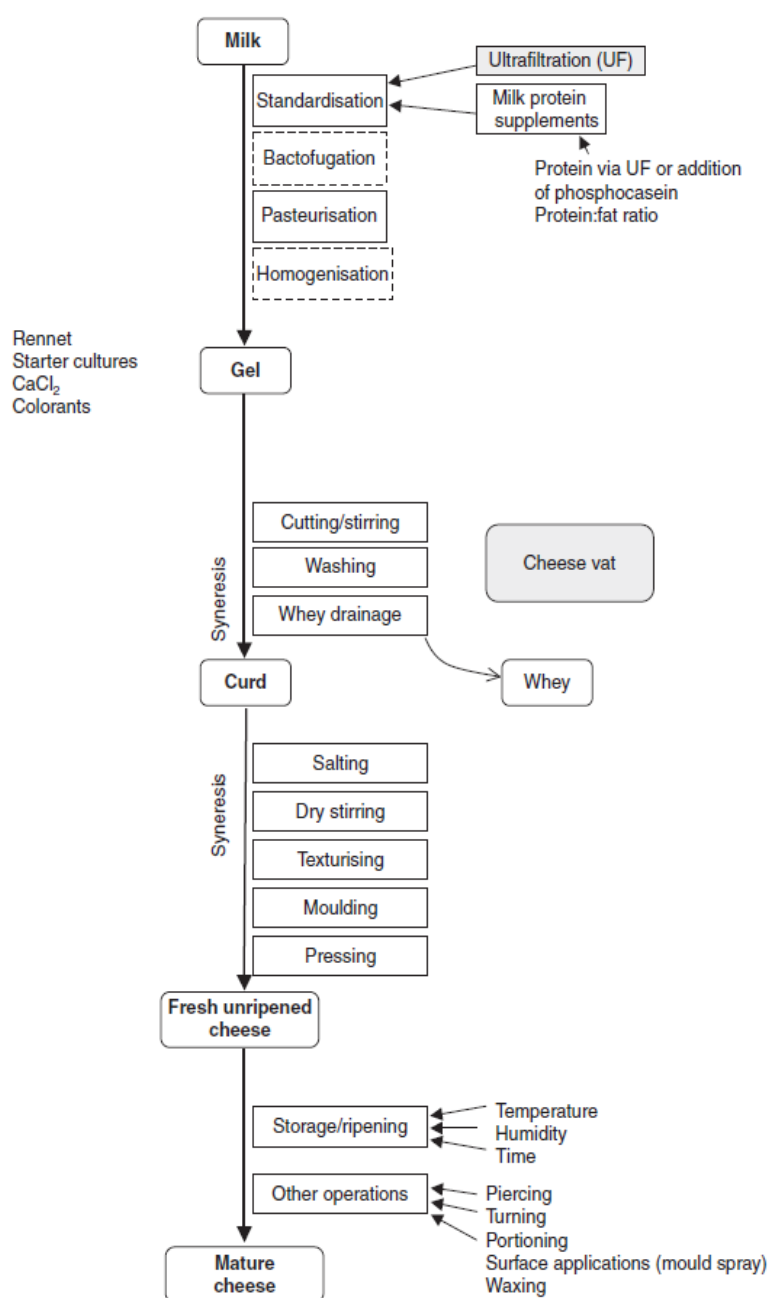 Milk
Ultrafiltration (UF)
Standardisation
Milk protein
supplements
Bactofugation
Protein via UF or addition
of phosphocasein
Protein:fat ratio
Pasteurisation
Homogenisation
Rennet
Starter cultures
CaCl₂
Colorants
Gel
Cutting/stirring
Washing
Whey drainage
Cheese vat
Syneresis
Curd
Whey
Salting
Dry stirring
Texturising
Moulding
Pressing
Syneresis
Fresh unripened
cheese
Storage/ripening
Temperature
Humidity
Time
Other operations
Piercing
Turning
Portioning
Surface applications (mould spray)
Waxing
Mature
cheese